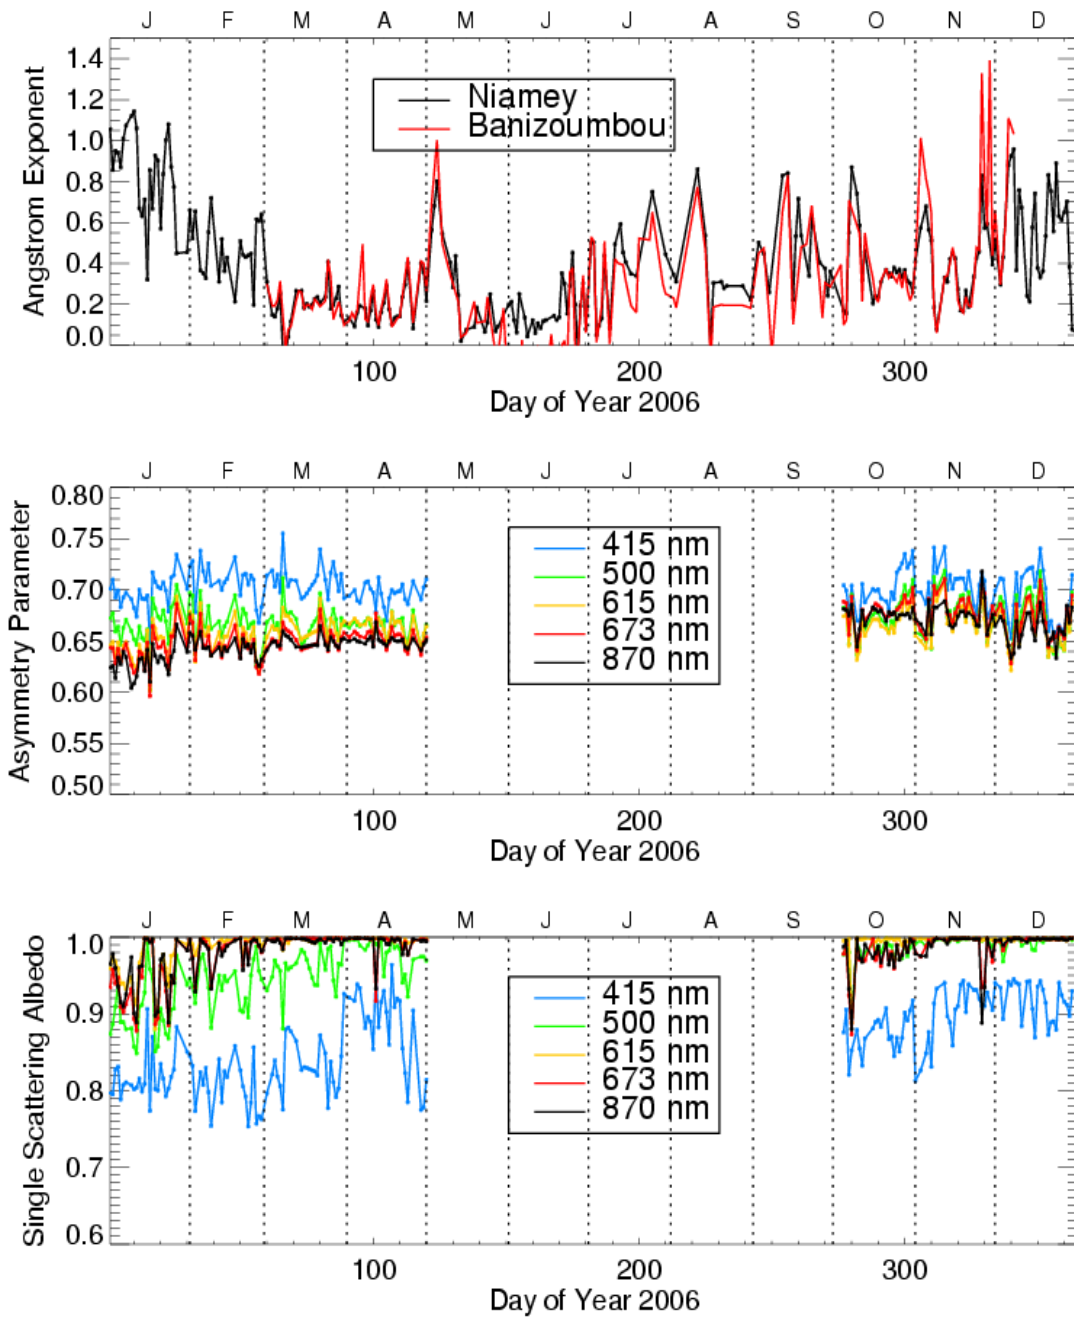 J F M A M J J A S O N D
1.4
1.2
1.0
0.8
0.6
0.4
0.2
0.0
Angstrom Exponent
Niamey
Banizoumbou
100 200 300
Day of Year 2006
J F M A M J J A S O N D
0.80
0.75
0.70
0.65
0.60
0.55
0.50
Asymmetry Parameter
415 nm
500 nm
615 nm
673 nm
870 nm
100 200 300
Day of Year 2006
J F M A M J J A S O N D
1.0
0.9
0.8
0.7
0.6
Single Scattering Albedo
415 nm
500 nm
615 nm
673 nm
870 nm
100 200 300
Day of Year 2006